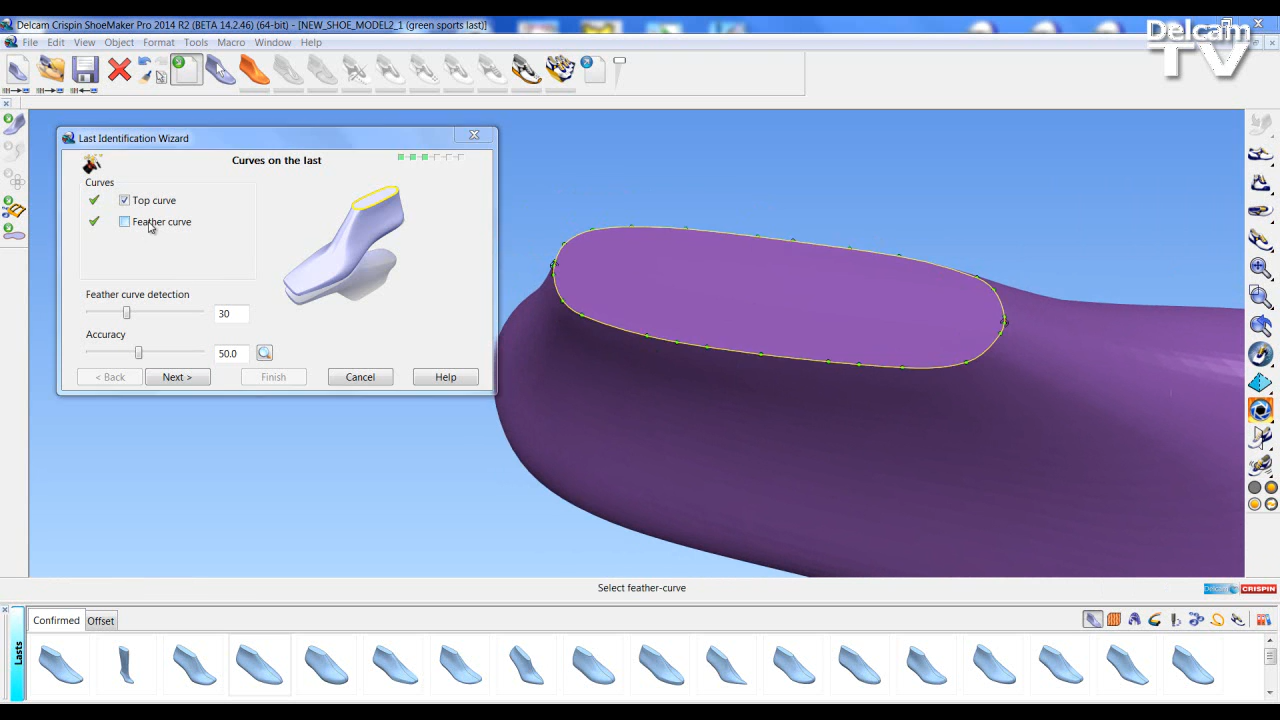 Delcam Crispin ShoeMaker Pro 2014 R2 (BETA 14.2.46) (64-bit) - [NEW_SHOE_MODEL2_1 (green sports last)]
Delcam
TV
File Edit View Object Format Tools Macro Window Help
Last Identification Wizard
Curves on the last
Curves
Top curve
Feather curve
Feather curve detection
30
Accuracy
50.0
< Back Next > Finish Cancel Help
Select feather-curve
Delcam CRISPIN
Confirmed Offset
Lasts